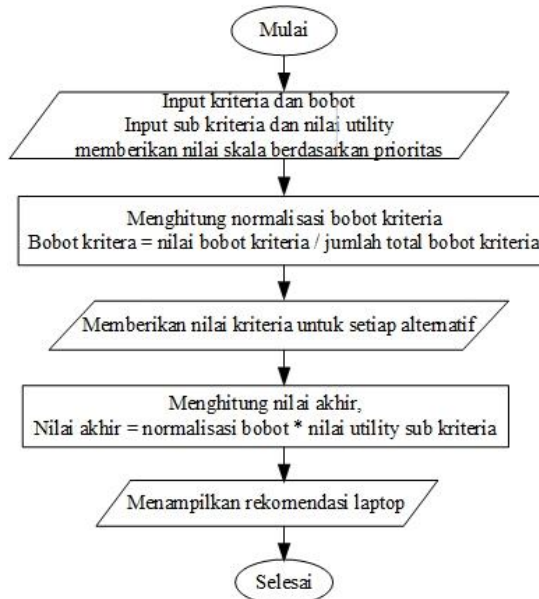 Mulai
Input kriteria dan bobot
Input sub kriteria dan nilai utility
memberikan nilai skala berdasarkan prioritas
Menghitung normalisasi bobot kriteria
Bobot kritera = nilai bobot kriteria / jumlah total bobot kriteria
Memberikan nilai kriteria untuk setiap alternatif
Menghitung nilai akhir,
Nilai akhir = normalisasi bobot * nilai utility sub kriteria
Menampilkan rekomendasi laptop
Selesai